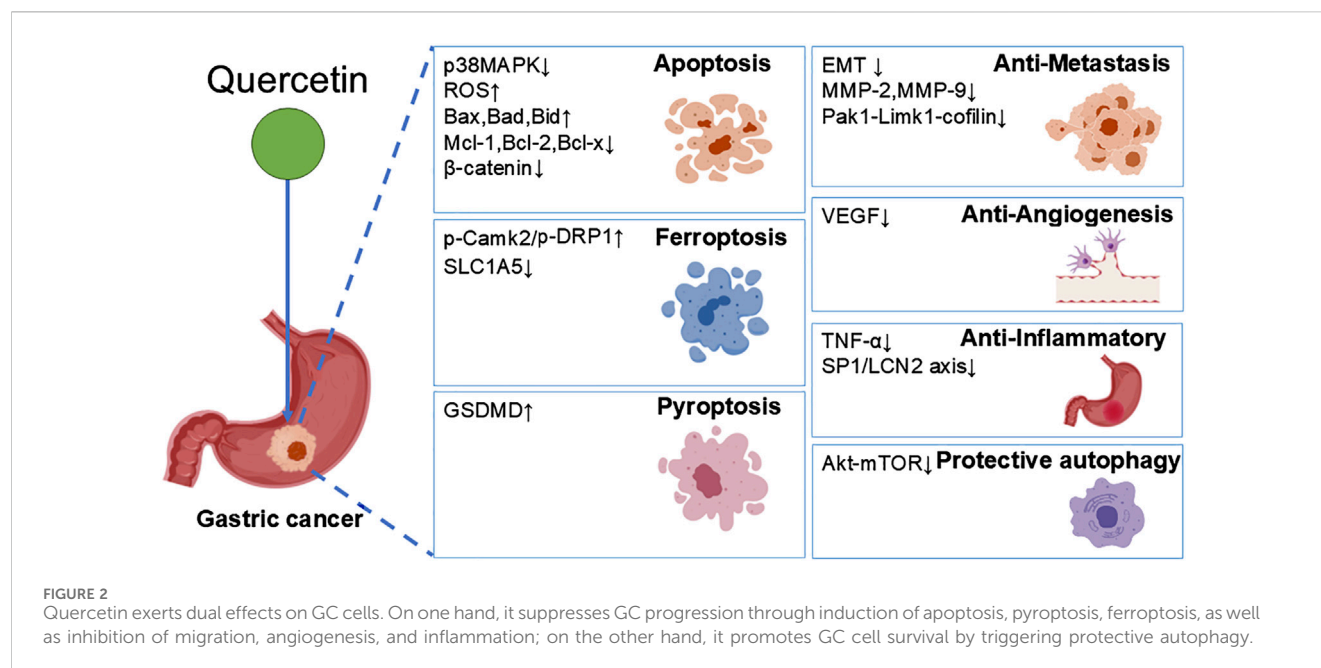 Quercetin
Gastric cancer
Apoptosis
p38MAPK↓
ROS↑
Bax,Bad,Bid↑
Mcl-1,Bcl-2,Bcl-x↓
β-catenin↓
Ferroptosis
p-Camk2/p-DRP1↑
SLC1A5↓
Pyroptosis
GSDMD↑
Anti-Metastasis
EMT ↓
MMP-2,MMP-9↓
Pak1-Limk1-cofilin↓
Anti-Angiogenesis
VEGF↓
Anti-Inflammatory
TNF-α↓
SP1/LCN2 axis↓
Akt-mTOR↓ Protective autophagy
FIGURE 2
Quercetin exerts dual effects on GC cells. On one hand, it suppresses GC progression through induction of apoptosis, pyroptosis, ferroptosis, as well
as inhibition of migration, angiogenesis, and inflammation; on the other hand, it promotes GC cell survival by triggering protective autophagy.